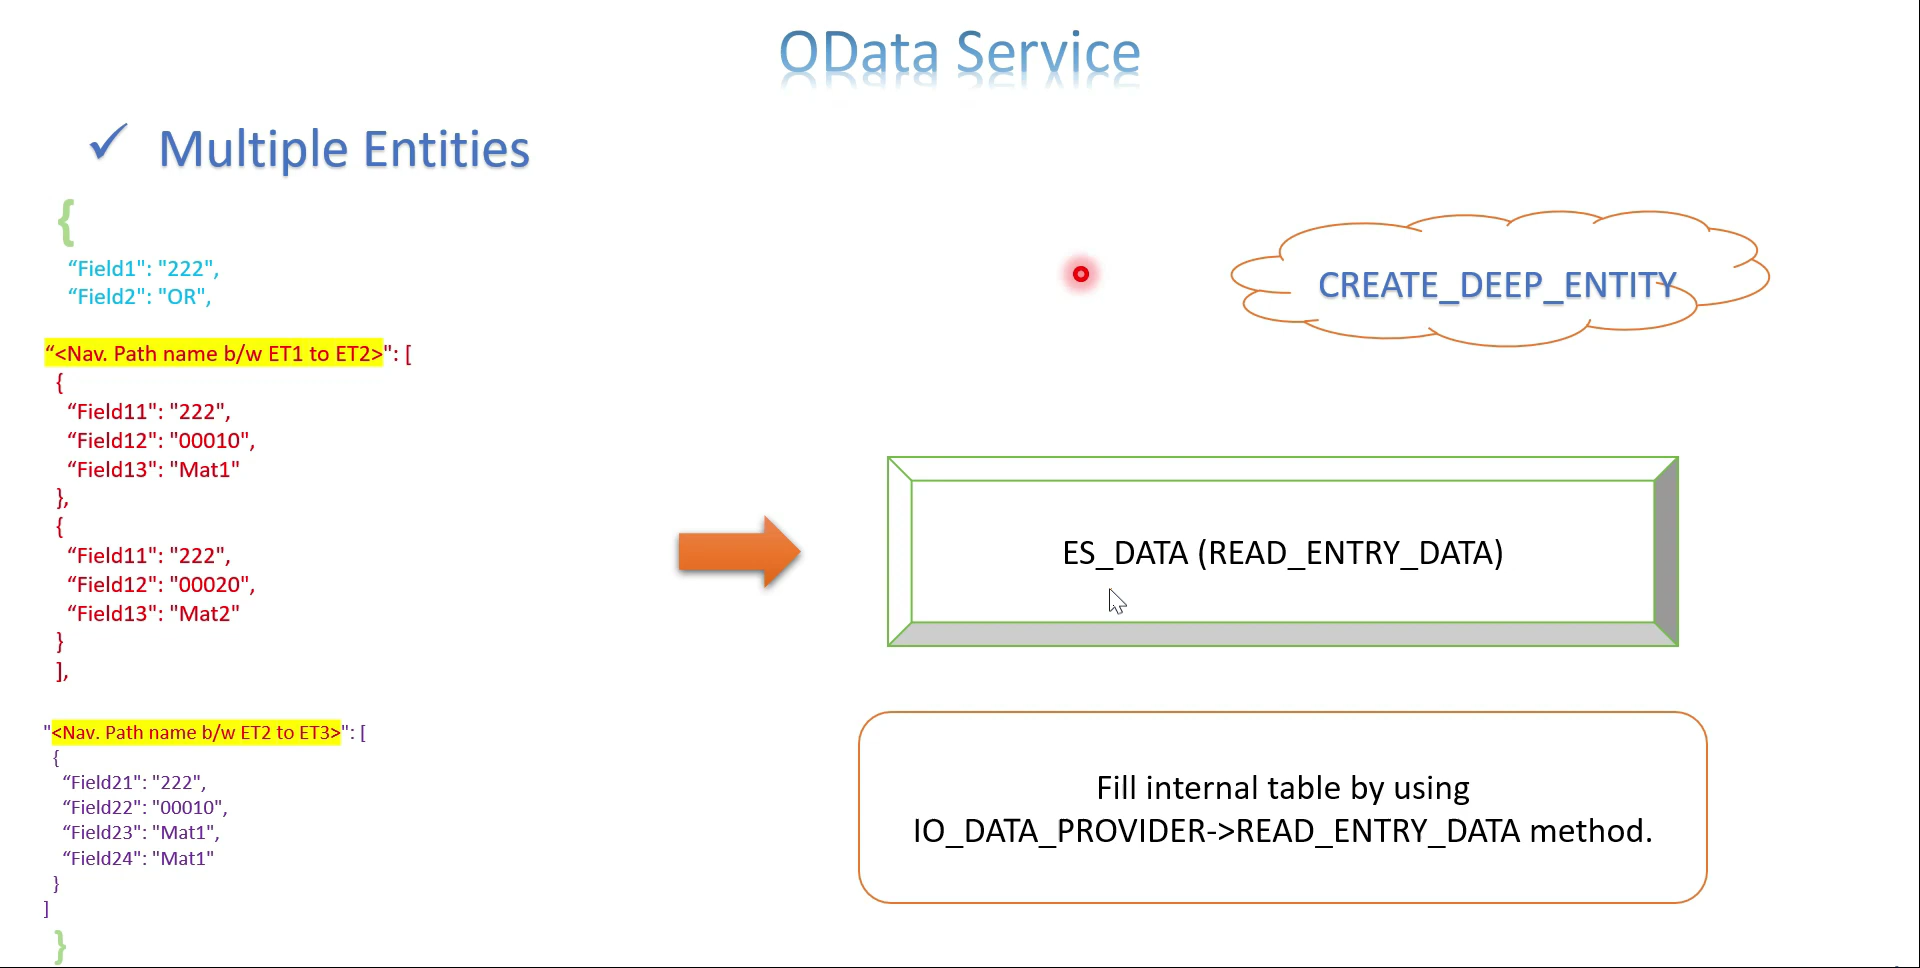 OData Service
✓ Multiple Entities
{
“Field1": "222",
“Field2": "OR",
“<Nav. Path name b/w ET1 to ET2>": [
{
“Field11": "222",
“Field12": "00010",
“Field13": "Mat1"
},
{
“Field11": "222",
“Field12": "00020",
“Field13": "Mat2"
}
],
"<Nav. Path name b/w ET2 to ET3>": [
{
“Field21": "222",
“Field22": "00010",
“Field23": "Mat1",
“Field24": "Mat1"
}
]
}
CREATE_DEEP_ENTITY
ES_DATA (READ_ENTRY_DATA)
Fill internal table by using
IO_DATA_PROVIDER->READ_ENTRY_DATA method.